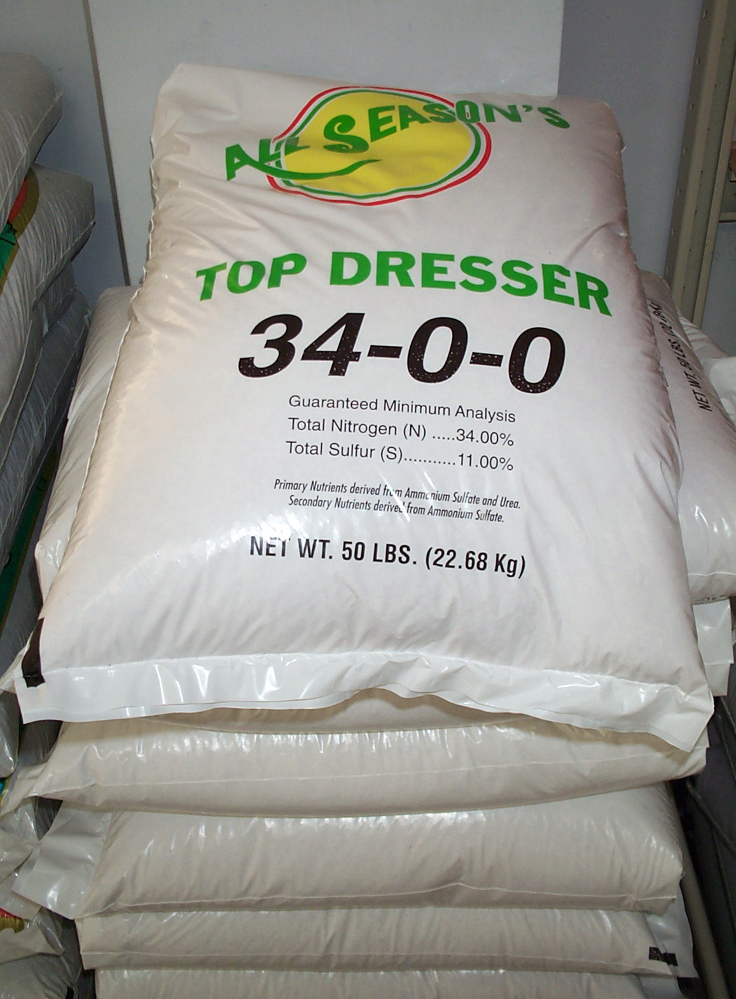 ALL SEASON'S
TOP DRESSER
34-0-0
Guaranteed Minimum Analysis
Total Nitrogen (N) .....34.00%
Total Sulfur (S)...........11.00%
Primary Nutrients derived from Ammonium Sulfate and Urea.
Secondary Nutrients derived from Ammonium Sulfate.
NET WT. 50 LBS. (22.68 Kg)
NET WT. 50 LBS.